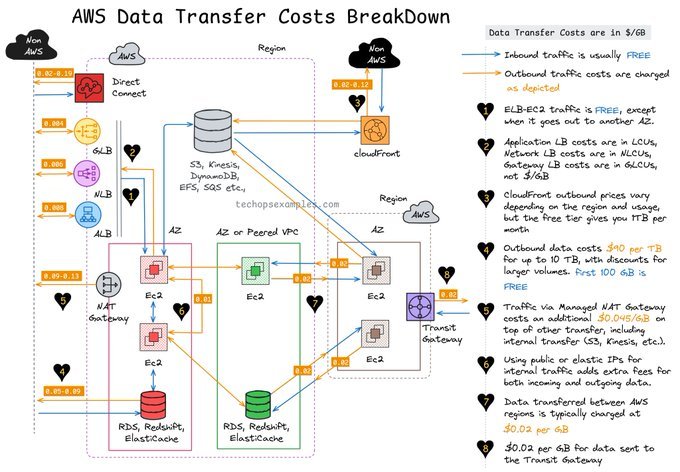 AWS Data Transfer Costs BreakDown
Non
AWS
AWS
Region
Non
AWS
0.02-0.19
Direct
Connect
0.02-0.12
3
0.004
GLB
2
S3, Kinesis,
DynamoDB,
EFS, SQS etc.,
cloudFront
0.006
NLB
1
techopsexamples.com
Region
AWS
0.008
ALB
AZ
AZ or Peered VPC
AZ
0.09-0.13
NAT
Gateway
5
Ec2
6
0.01
Ec2
0.02
0.02
7
Ec2
8
0.02
Transit
Gateway
Ec2
Ec2
4
0.05-0.09
0.02
0.02
RDS, Redshift,
ElastiCache
RDS, Redshift,
ElastiCache
Data Transfer Costs are in $/GB
Inbound traffic is usually FREE
Outbound traffic costs are charged
as depicted
1
ELB-EC2 traffic is FREE, except
when it goes out to another AZ.
2
Application LB costs are in LCUs,
Network LB costs are in NLCUs,
Gateway LB costs are in GLCUs,
not $/GB
3
CloudFront outbound prices vary
depending on the region and usage,
but the free tier gives you 1TB per
month
4
Outbound data costs $90 per TB
for up to 10 TB, with discounts for
larger volumes. first 100 GB is
FREE
5
Traffic via Managed NAT Gateway
costs an additional $0.045/GB on
top of other transfer, including
internal transfer (S3, Kinesis, etc.).
6
Using public or elastic IPs for
internal traffic adds extra fees for
both incoming and outgoing data.
7
Data transferred between AWS
regions is typically charged at
$0.02 per GB
8
$0.02 per GB for data sent to
the Transit Gateway